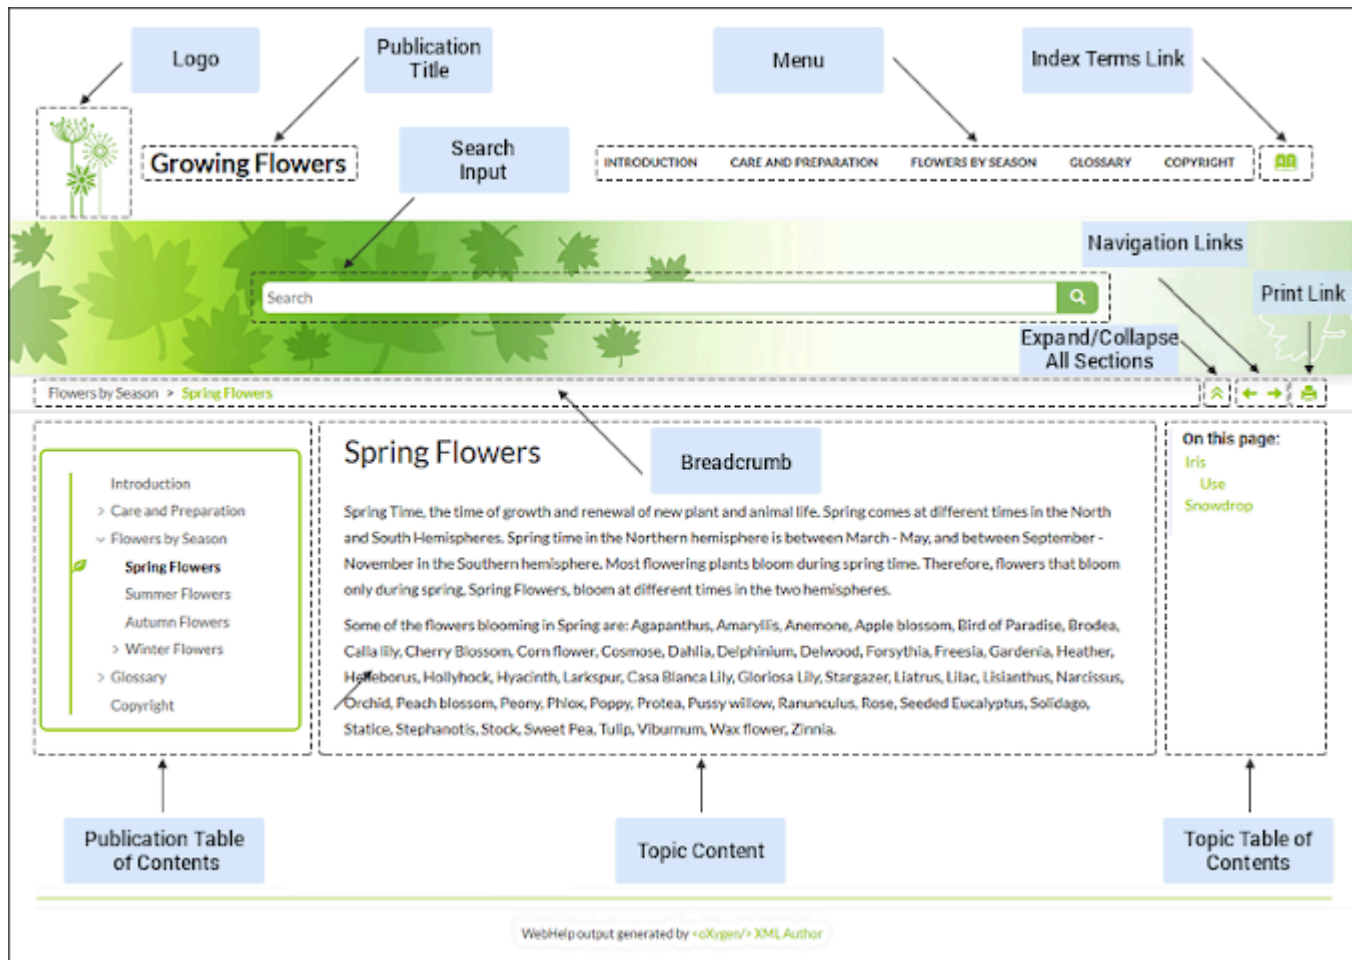 Logo
Publication
Title
Menu
Index Terms Link
Growing Flowers
Search
Input
INTRODUCTION CARE AND PREPARATION FLOWERS BY SEASON GLOSSARY COPYRIGHT
Navigation Links
Search
Print Link
Expand/Collapse
All Sections
Flowers by Season > Spring Flowers
Breadcrumb
Introduction
> Care and Preparation
Flowers by Season
Spring Flowers
Summer Flowers
Autumn Flowers
> Winter Flowers
> Glossary
Copyright
Spring Flowers
Spring Time, the time of growth and renewal of new plant and animal life. Spring comes at different times in the North
and South Hemispheres. Spring time in the Northern hemisphere is between March - May, and between September -
November in the Southern hemisphere. Most flowering plants bloom during spring time. Therefore, flowers that bloom
only during spring, Spring Flowers, bloom at different times in the two hemispheres.
Some of the flowers blooming in Spring are: Agapanthus, Amaryllis, Anemone, Apple blossom, Bird of Paradise, Brodea,
Calla lily, Cherry Blossom, Corn flower, Cosmose, Dahlia, Delphinium, Delwood, Forsythia, Freesia, Gardenia, Heather,
Helleborus, Hollyhock, Hyacinth, Larkspur, Casa Blanca Lily, Gloriosa Lily, Stargazer, Liatrus, Lilac, Lisianthus, Narcissus,
Orchid, Peach blossom, Peony, Phlox, Poppy, Protea, Pussy willow, Ranunculus, Rose, Seeded Eucalyptus, Solidago,
Statice, Stephanotis, Stock, Sweet Pea, Tulip, Viburnum, Wax flower, Zinnia.
On this page:
Iris
Use
Snowdrop
Publication Table
of Contents
Topic Content
Topic Table of
Contents
WebHelp output generated by <oXygen/> XML Author